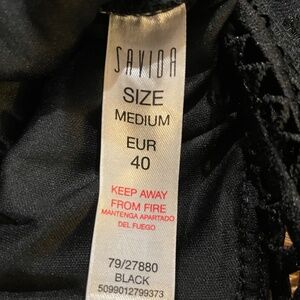 SAVIDA
SIZE
MEDIUM
EUR
40
KEEP AWAY
FROM FIRE
MANTENGA APARTADO
DEL FUEGO
79/27880
BLACK
5099012799373